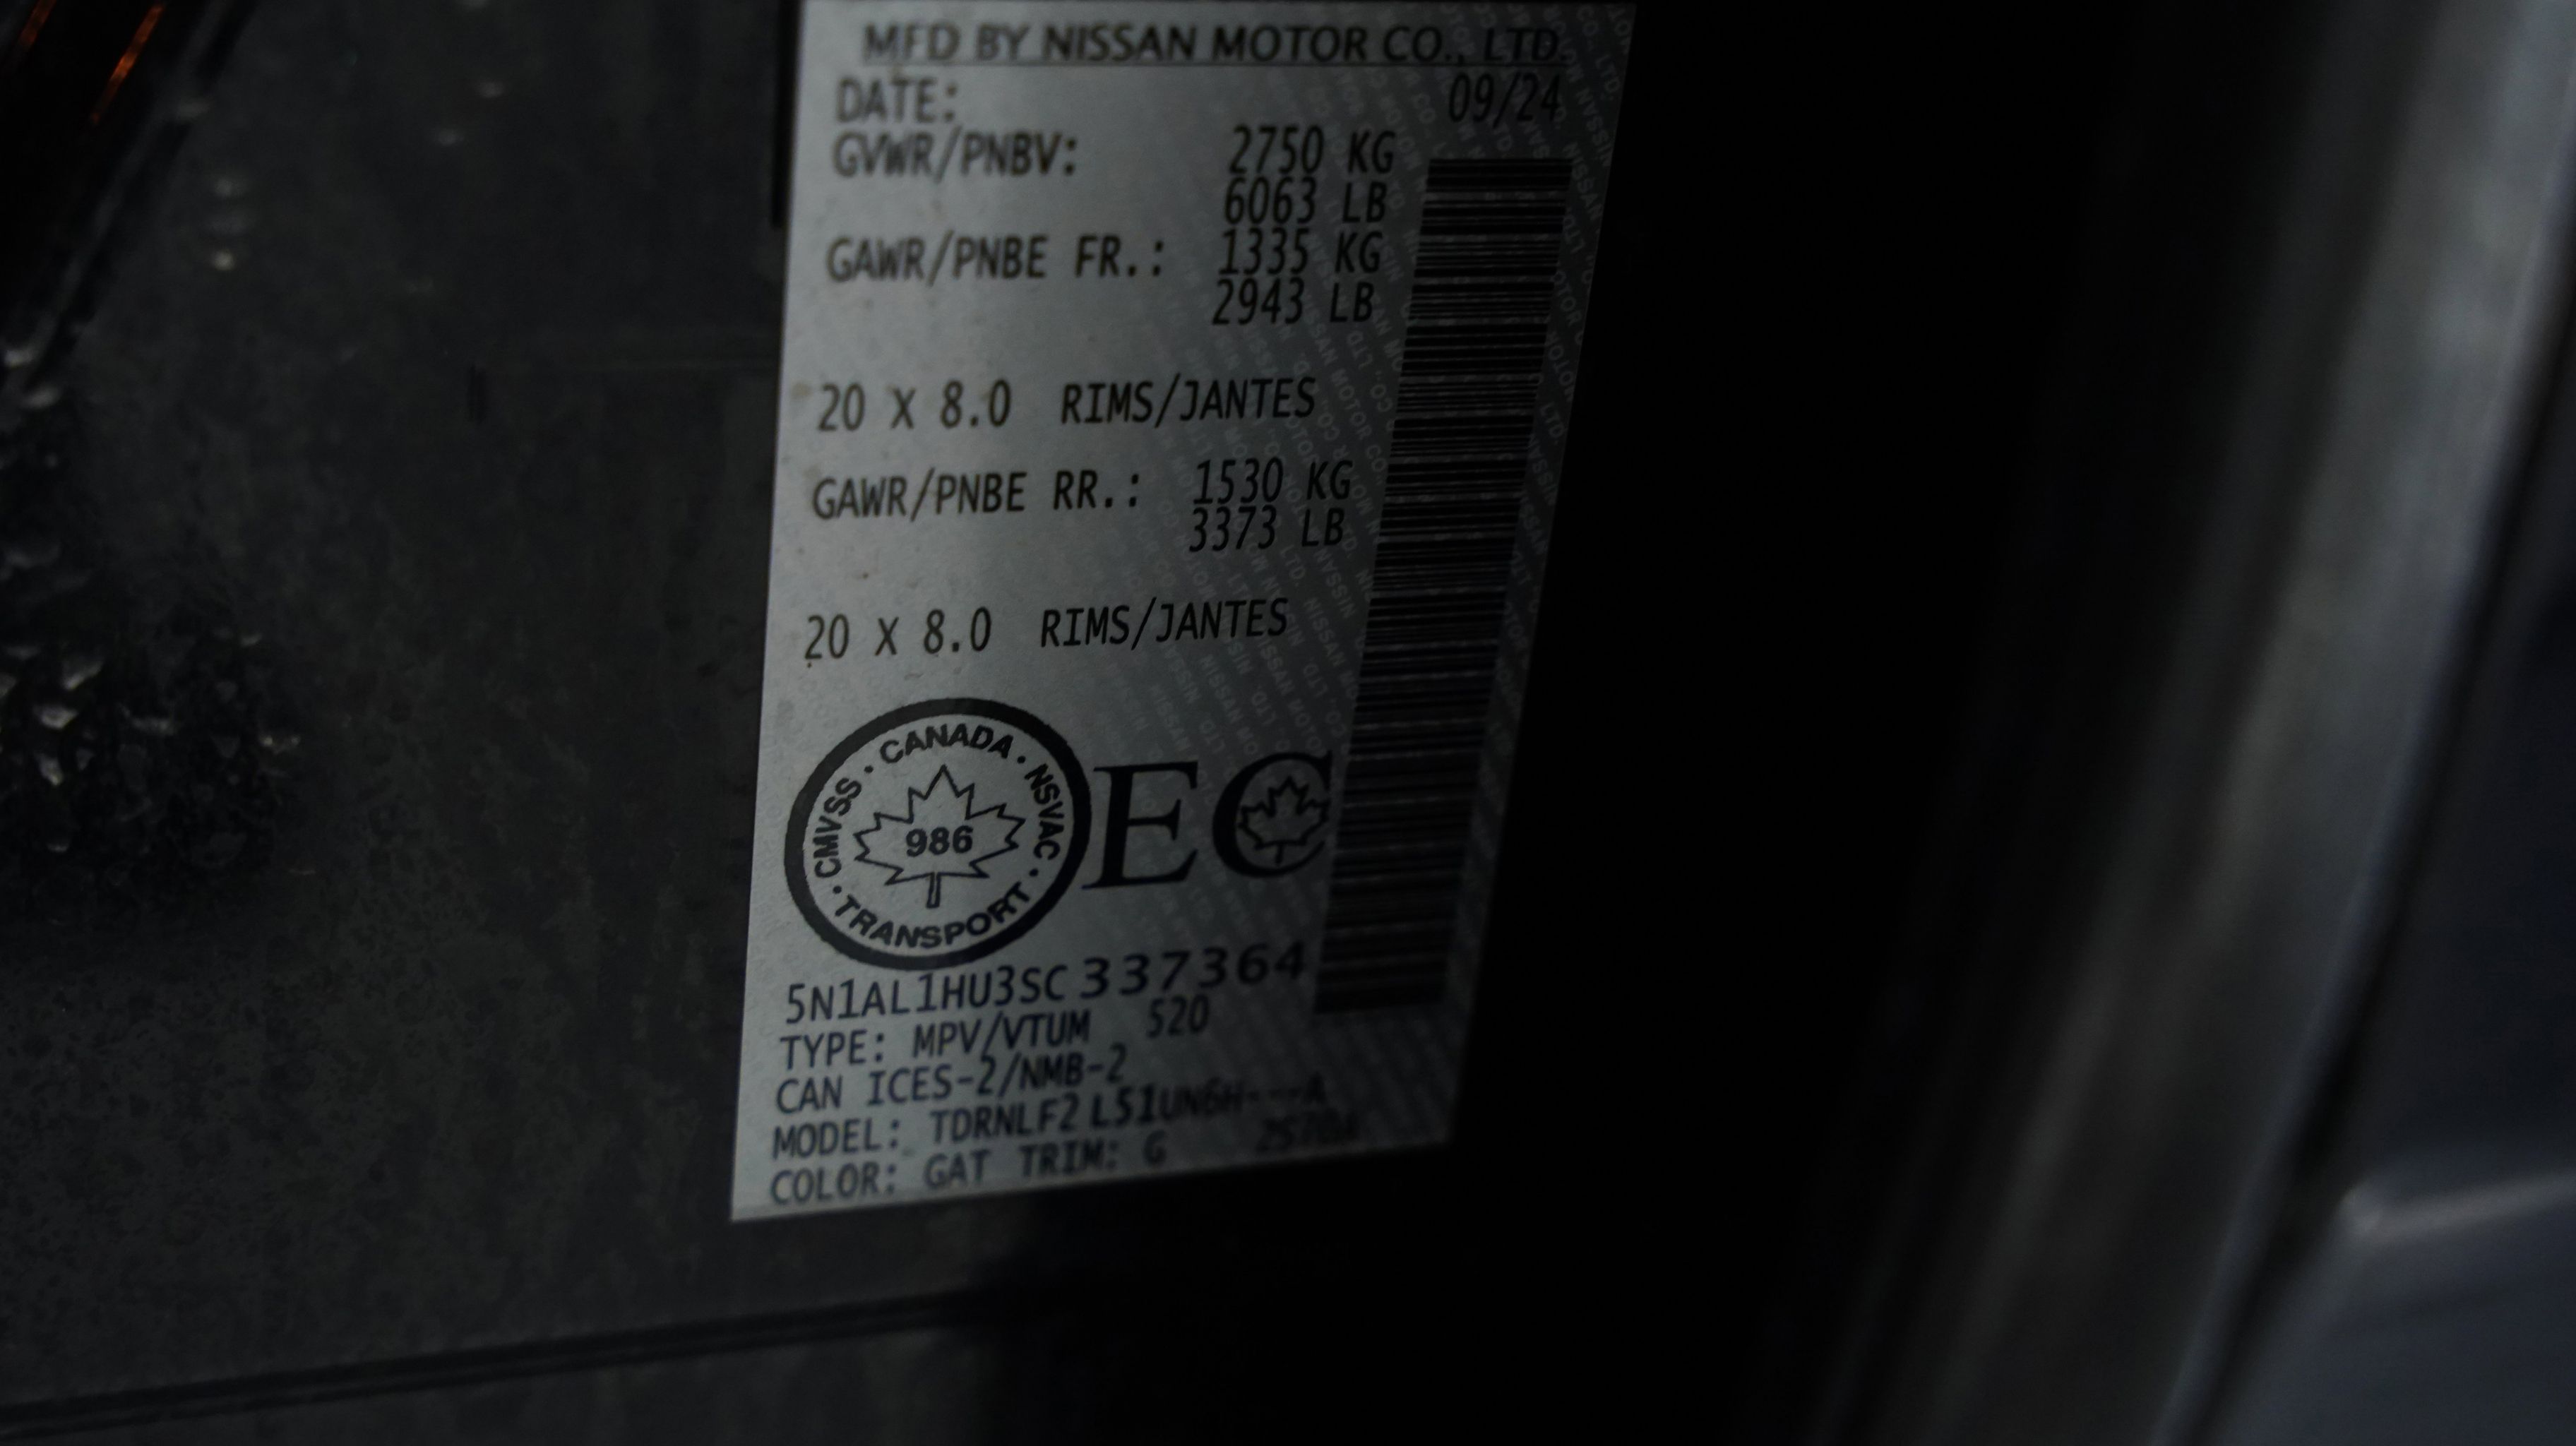 MFD BY NISSAN MOTOR CO., LTD.
DATE: 09/24
GVWR/PNBV: 2750 KG
6063 LB
GAWR/PNBE FR.: 1335 KG
2943 LB
20 X 8.0 RIMS/JANTES
GAWR/PNBE RR.: 1530 KG
3373 LB
20 X 8.0 RIMS/JANTES
CANADA · NSVAC · TRANSPORT · CMVSS ·
986
EC
5N1AL1HU3SC337364
TYPE: MPV/VTUM 520
CAN ICES-2/NMB-2
MODEL: TDRNLF2 L51UN6H---A
COLOR: GAT TRIM: G